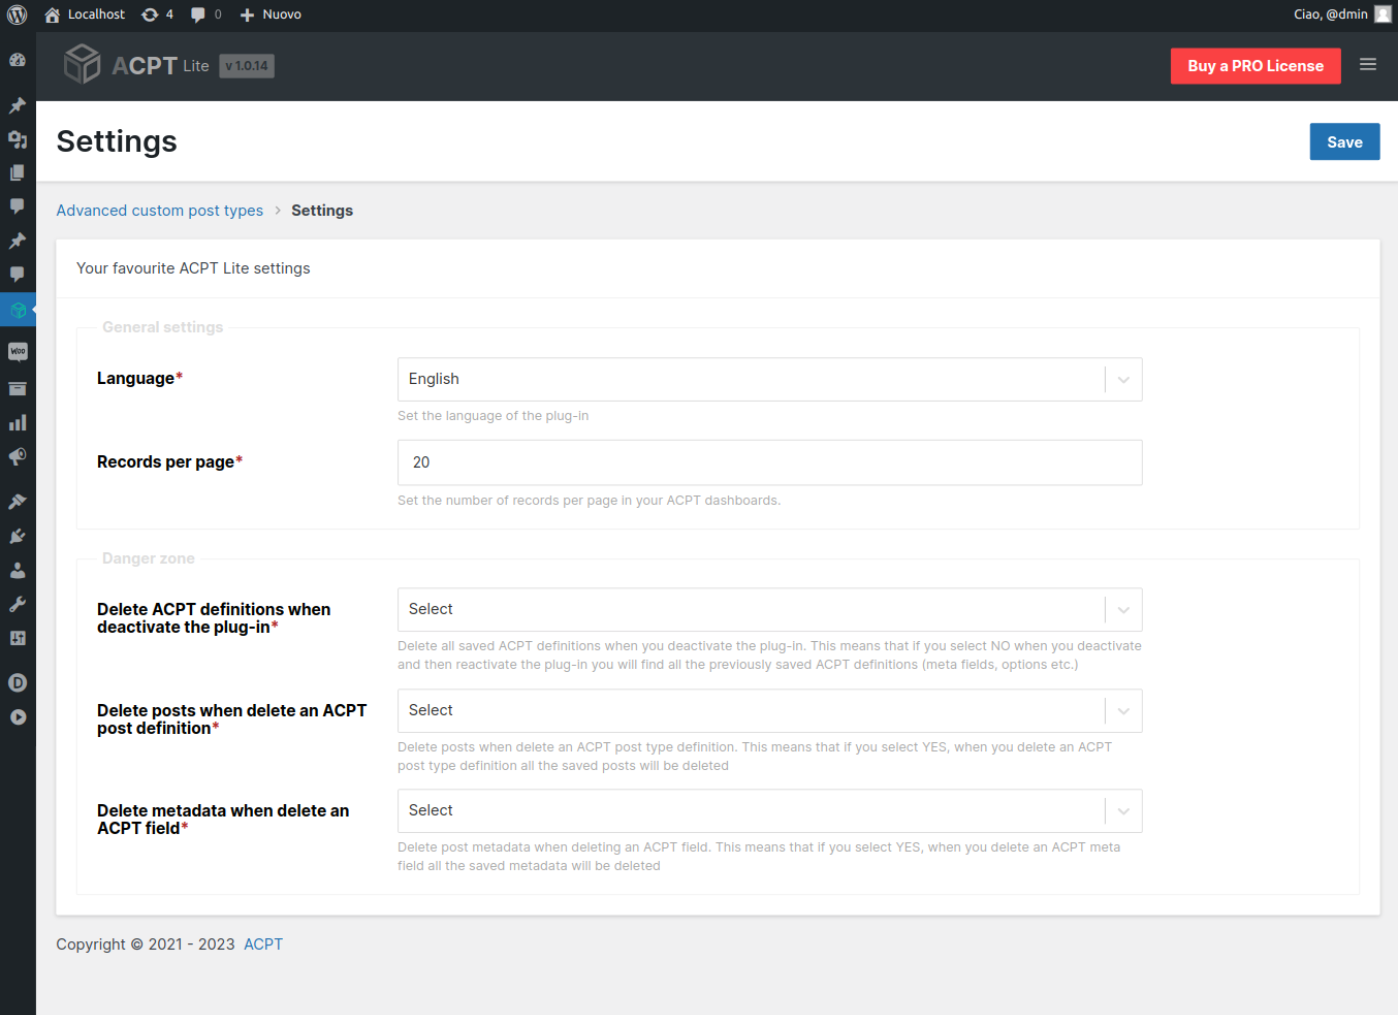 Localhost 4 0 Nuovo Ciao, @dmin
ACPT Lite v 1.0.14 Buy a PRO License
Settings Save
Advanced custom post types > Settings
Your favourite ACPT Lite settings
General settings
Language* English
Set the language of the plug-in
Records per page* 20
Set the number of records per page in your ACPT dashboards.
Danger zone
Delete ACPT definitions when
deactivate the plug-in*
Select
Delete all saved ACPT definitions when you deactivate the plug-in. This means that if you select NO when you deactivate
and then reactivate the plug-in you will find all the previously saved ACPT definitions (meta fields, options etc.)
Delete posts when delete an ACPT
post definition*
Select
Delete posts when delete an ACPT post type definition. This means that if you select YES, when you delete an ACPT
post type definition all the saved posts will be deleted
Delete metadata when delete an
ACPT field*
Select
Delete post metadata when deleting an ACPT field. This means that if you select YES, when you delete an ACPT meta
field all the saved metadata will be deleted
Copyright © 2021 - 2023 ACPT